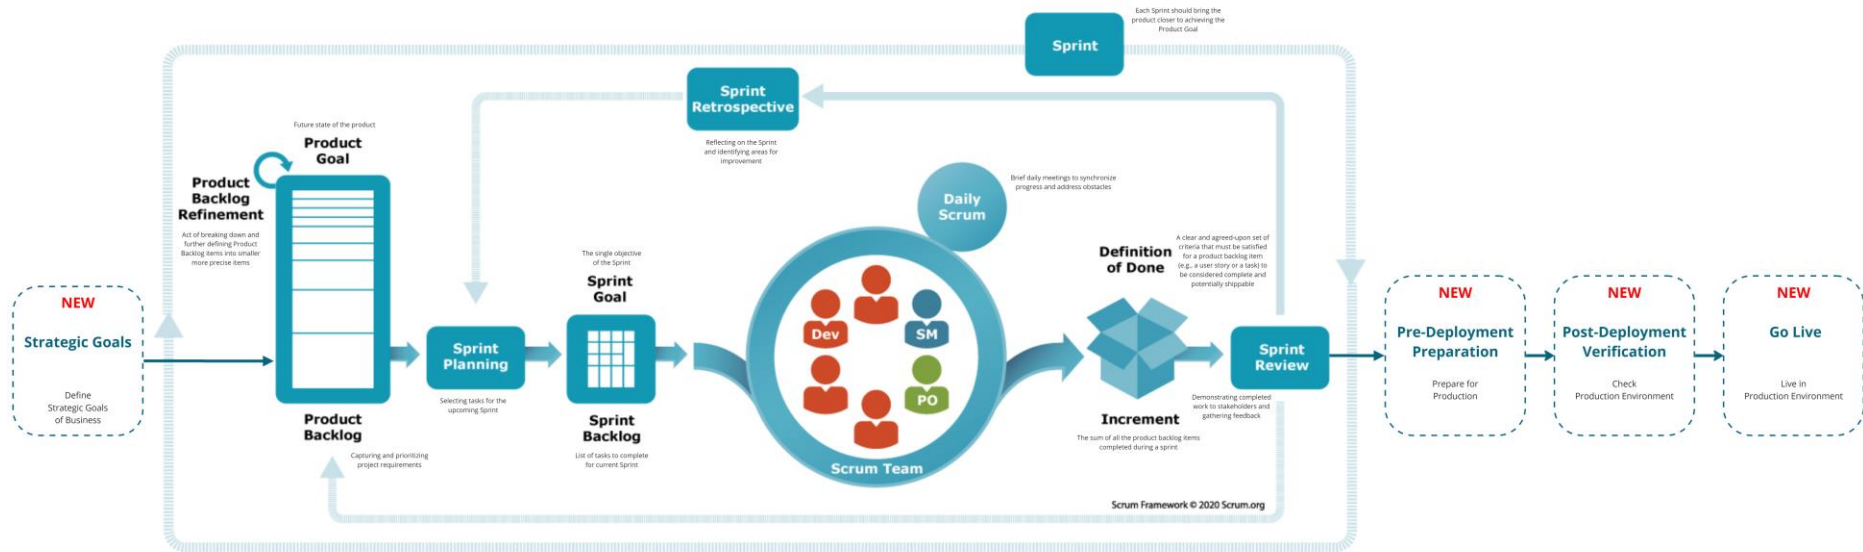 Sprint
Each Sprint should bring the
product closer to achieving the
Product Goal
Sprint
Retrospective
Reflecting on the Sprint
and identifying areas for
improvement
Future state of the product
Product
Goal
Product
Backlog
Refinement
Act of breaking down and
further defining Product
Backlog items into smaller
more precise items
NEW
Strategic Goals
Define
Strategic Goals
of Business
Product
Backlog
Capturing and prioritizing
project requirements
Sprint
Planning
Selecting tasks for the
upcoming Sprint
The single objective
of the Sprint
Sprint
Goal
Sprint
Backlog
List of tasks to complete
for current Sprint
Daily
Scrum
Brief daily meetings to synchronize
progress and address obstacles
Dev
SM
PO
Scrum Team
Definition
of Done
A clear and agreed-upon set of
criteria that must be satisfied
for a product backlog item
(e.g., a user story or a task) to
be considered complete and
potentially shippable
Increment
The sum of all the product backlog items
completed during a sprint
Sprint
Review
Demonstrating completed
work to stakeholders and
gathering feedback
Scrum Framework © 2020 Scrum.org
NEW
Pre-Deployment
Preparation
Prepare for
Production
NEW
Post-Deployment
Verification
Check
Production Environment
NEW
Go Live
Live in
Production Environment